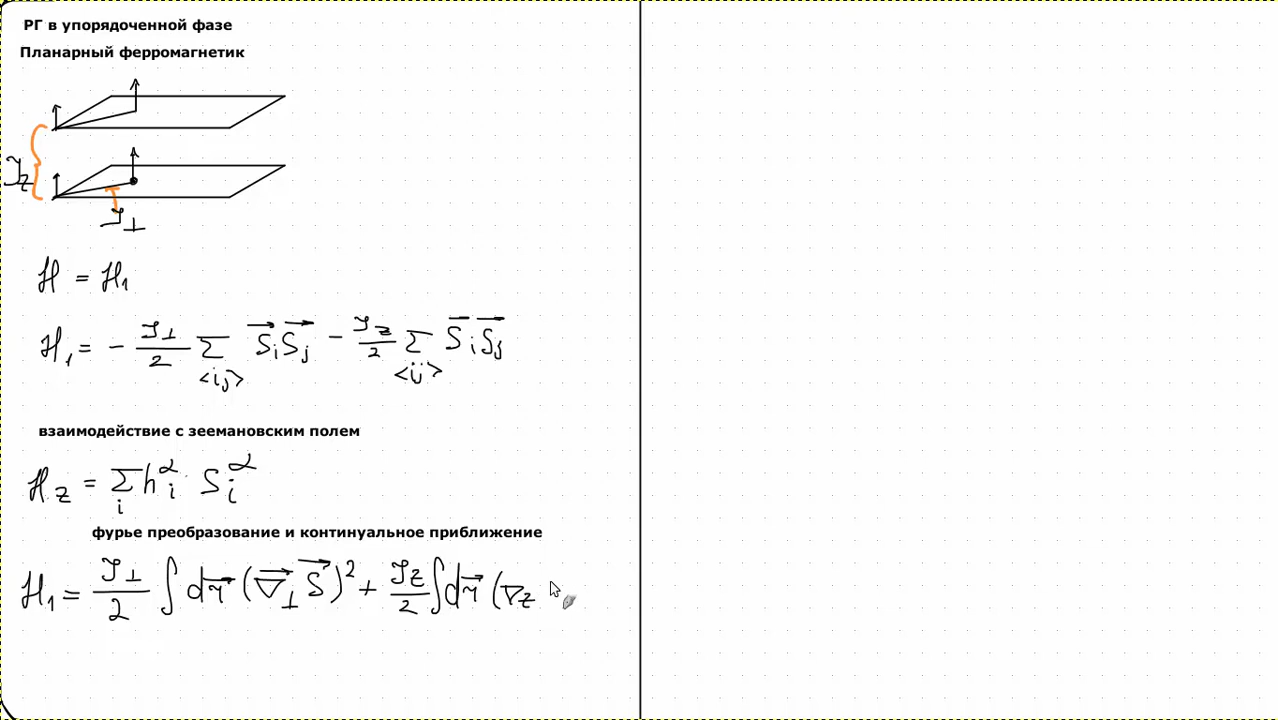 РГ в упорядоченной фазе
Планарный ферромагнетик
J_z
J_⊥
H = H_1
H_1 = - J_⊥/2 Σ_<ij> S⃗_i S⃗_j - J_z/2 Σ_<ij> S⃗_i S⃗_j
взаимодействие с зеемановским полем
H_z = Σ_i h_i^α · S_i^α
фурье преобразование и континуальное приближение
H_1 = J_⊥/2 ∫ dr⃗ (∇⃗_⊥ S⃗)^2 + J_z/2 ∫ dr⃗ (∇_z